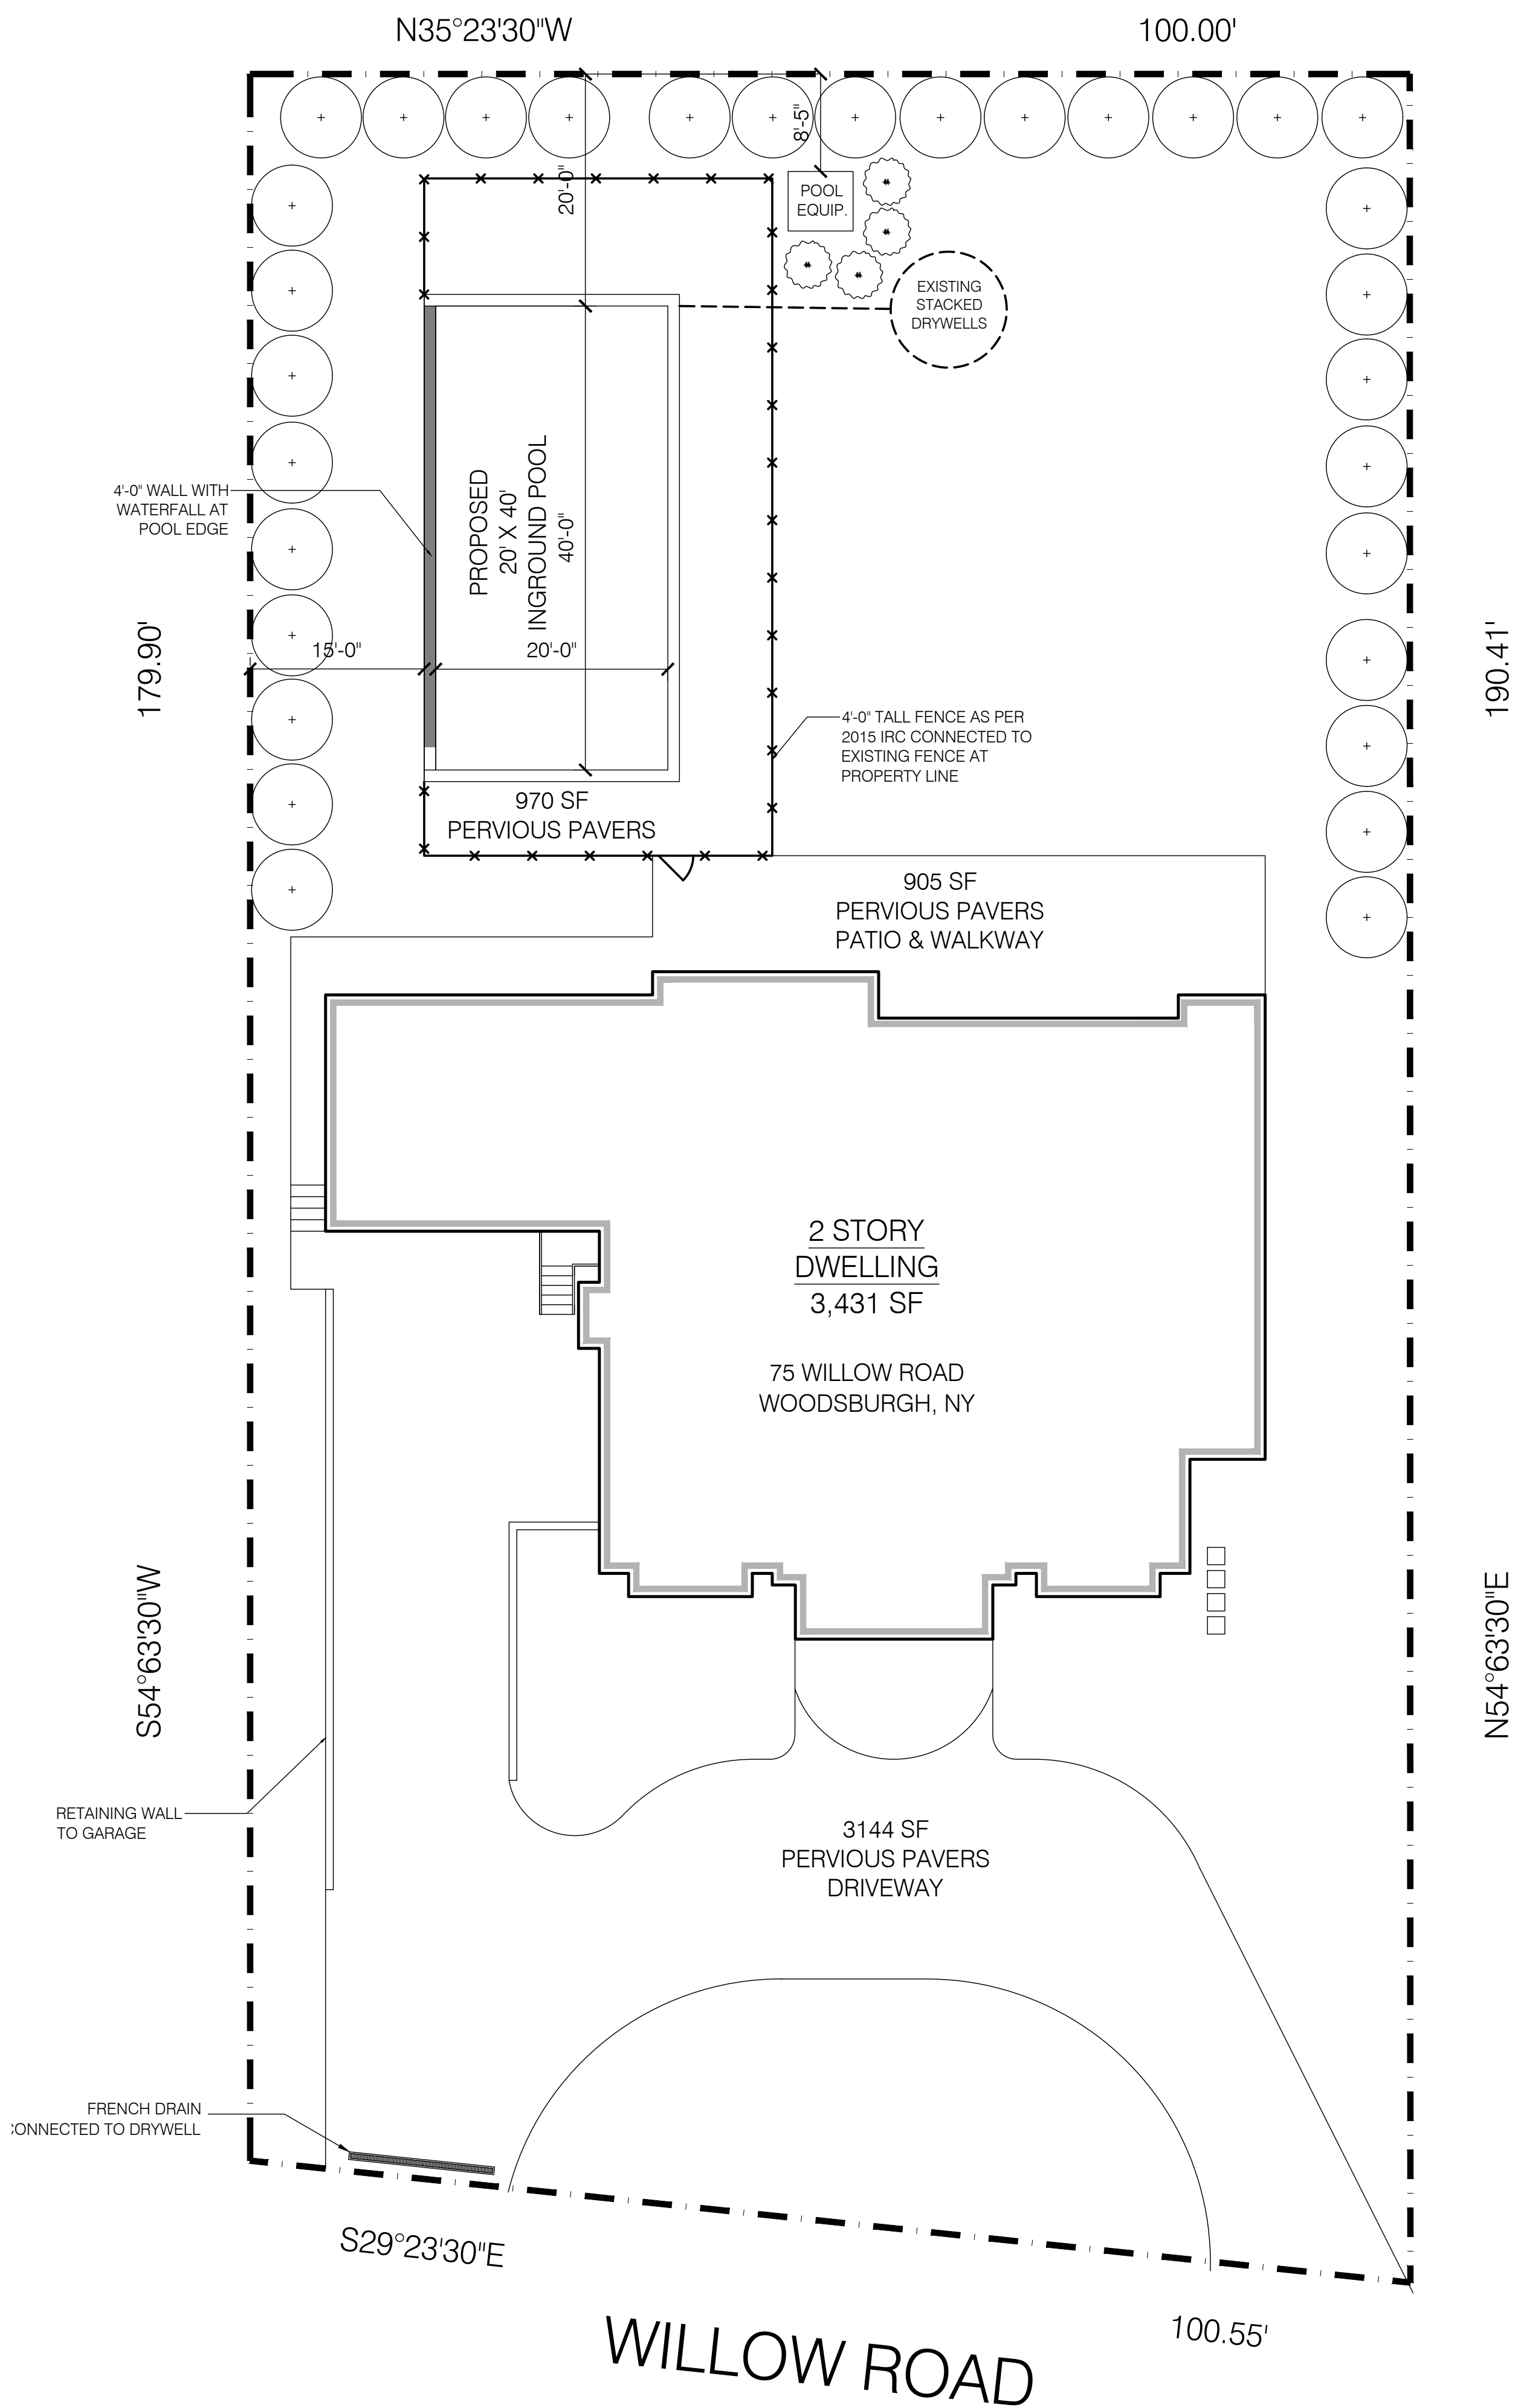 N35°23'30"W
100.00'
8'-5"
20'-0"
POOL
EQUIP.
EXISTING
STACKED
DRYWELLS
4'-0" WALL WITH
WATERFALL AT
POOL EDGE
PROPOSED
20' X 40'
INGROUND POOL
40'-0"
15'-0"
20'-0"
179.90'
190.41'
4'-0" TALL FENCE AS PER
2015 IRC CONNECTED TO
EXISTING FENCE AT
PROPERTY LINE
970 SF
PERVIOUS PAVERS
905 SF
PERVIOUS PAVERS
PATIO & WALKWAY
2 STORY
DWELLING
3,431 SF
75 WILLOW ROAD
WOODSBURGH, NY
S54°63'30"W
N54°63'30"E
RETAINING WALL
TO GARAGE
3144 SF
PERVIOUS PAVERS
DRIVEWAY
FRENCH DRAIN
ONNECTED TO DRYWELL
S29°23'30"E
100.55'
WILLOW ROAD